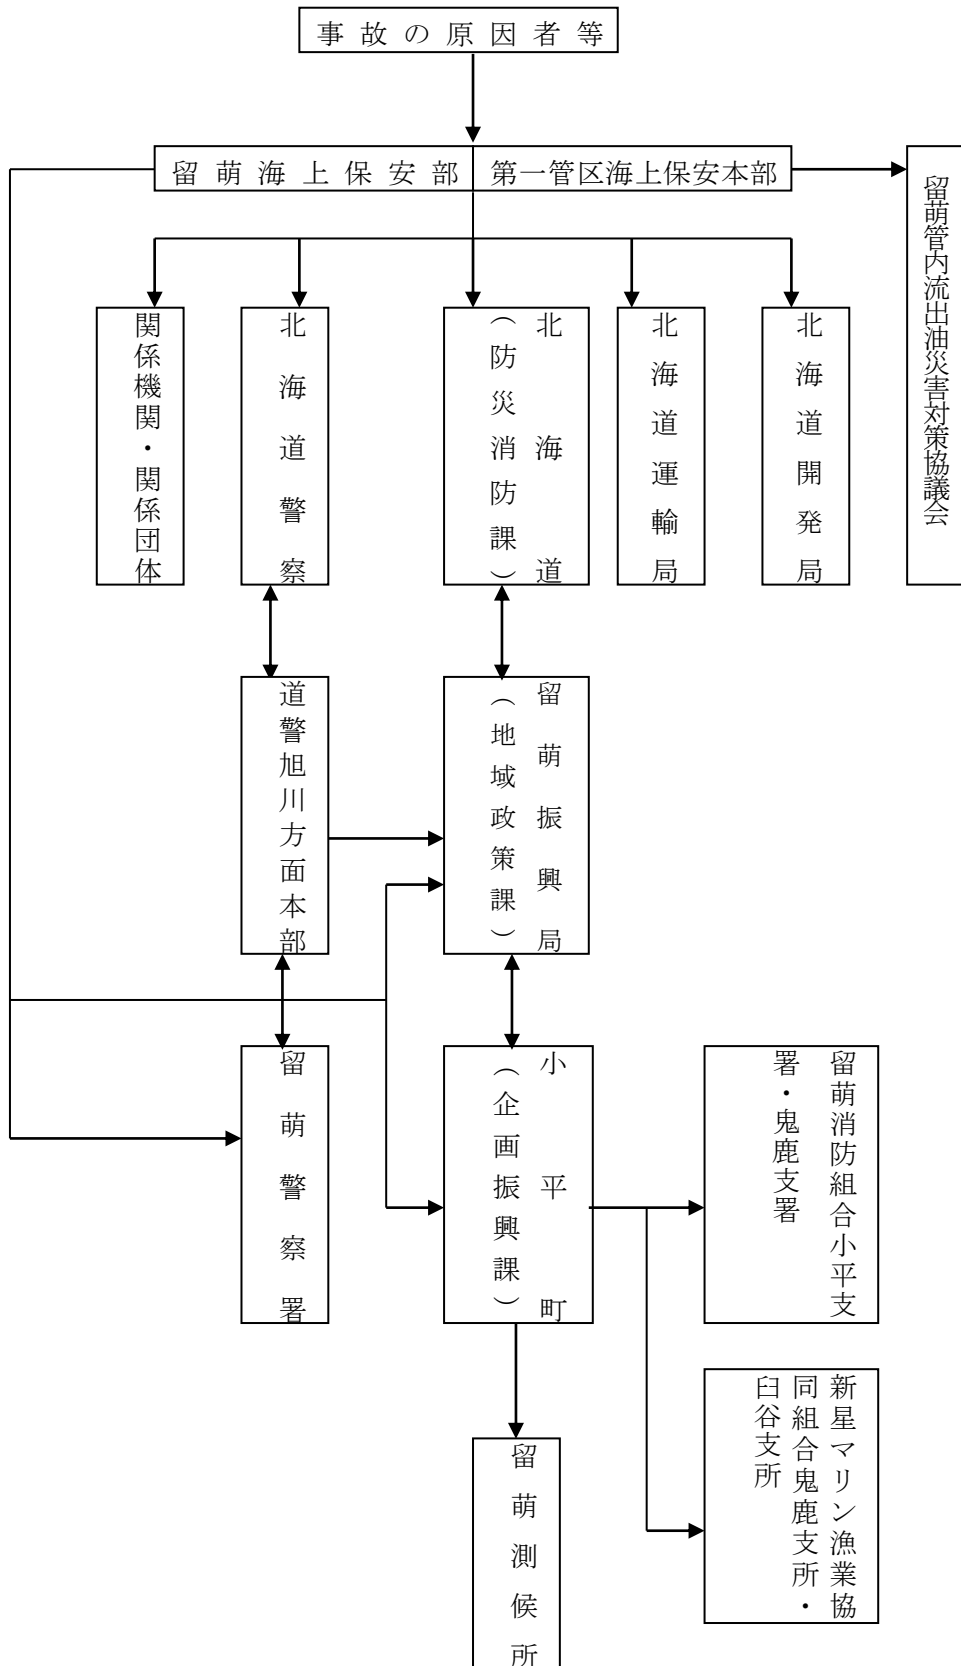 事故の原因者等
留萌海上保安部
第一管区海上保安本部
留萌管内流出油災害対策協議会
関係機関・関係団体
北海道警察
北海道
（防災消防課）
北海道運輸局
北海道開発局
道警旭川方面本部
留萌振興局
（地域政策課）
留萌警察署
小平町
（企画振興課）
留萌消防組合小平支
署・鬼鹿支署
新星マリン漁業協
同組合鬼鹿支所・
臼谷支所
留萌測候所